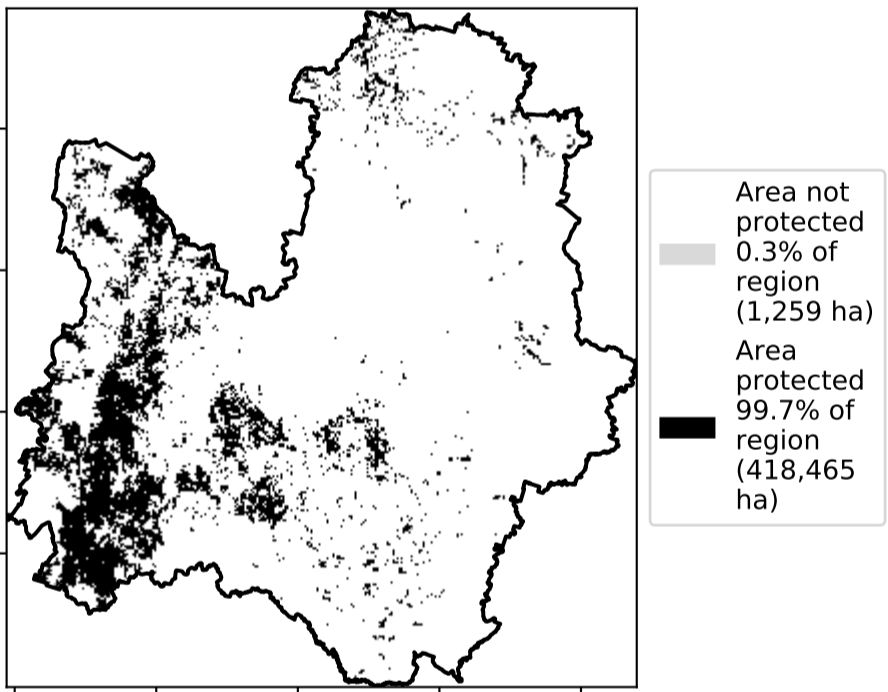 Area not
protected
0.3% of
region
(1,259 ha)
Area
protected
99.7% of
region
(418,465
ha)